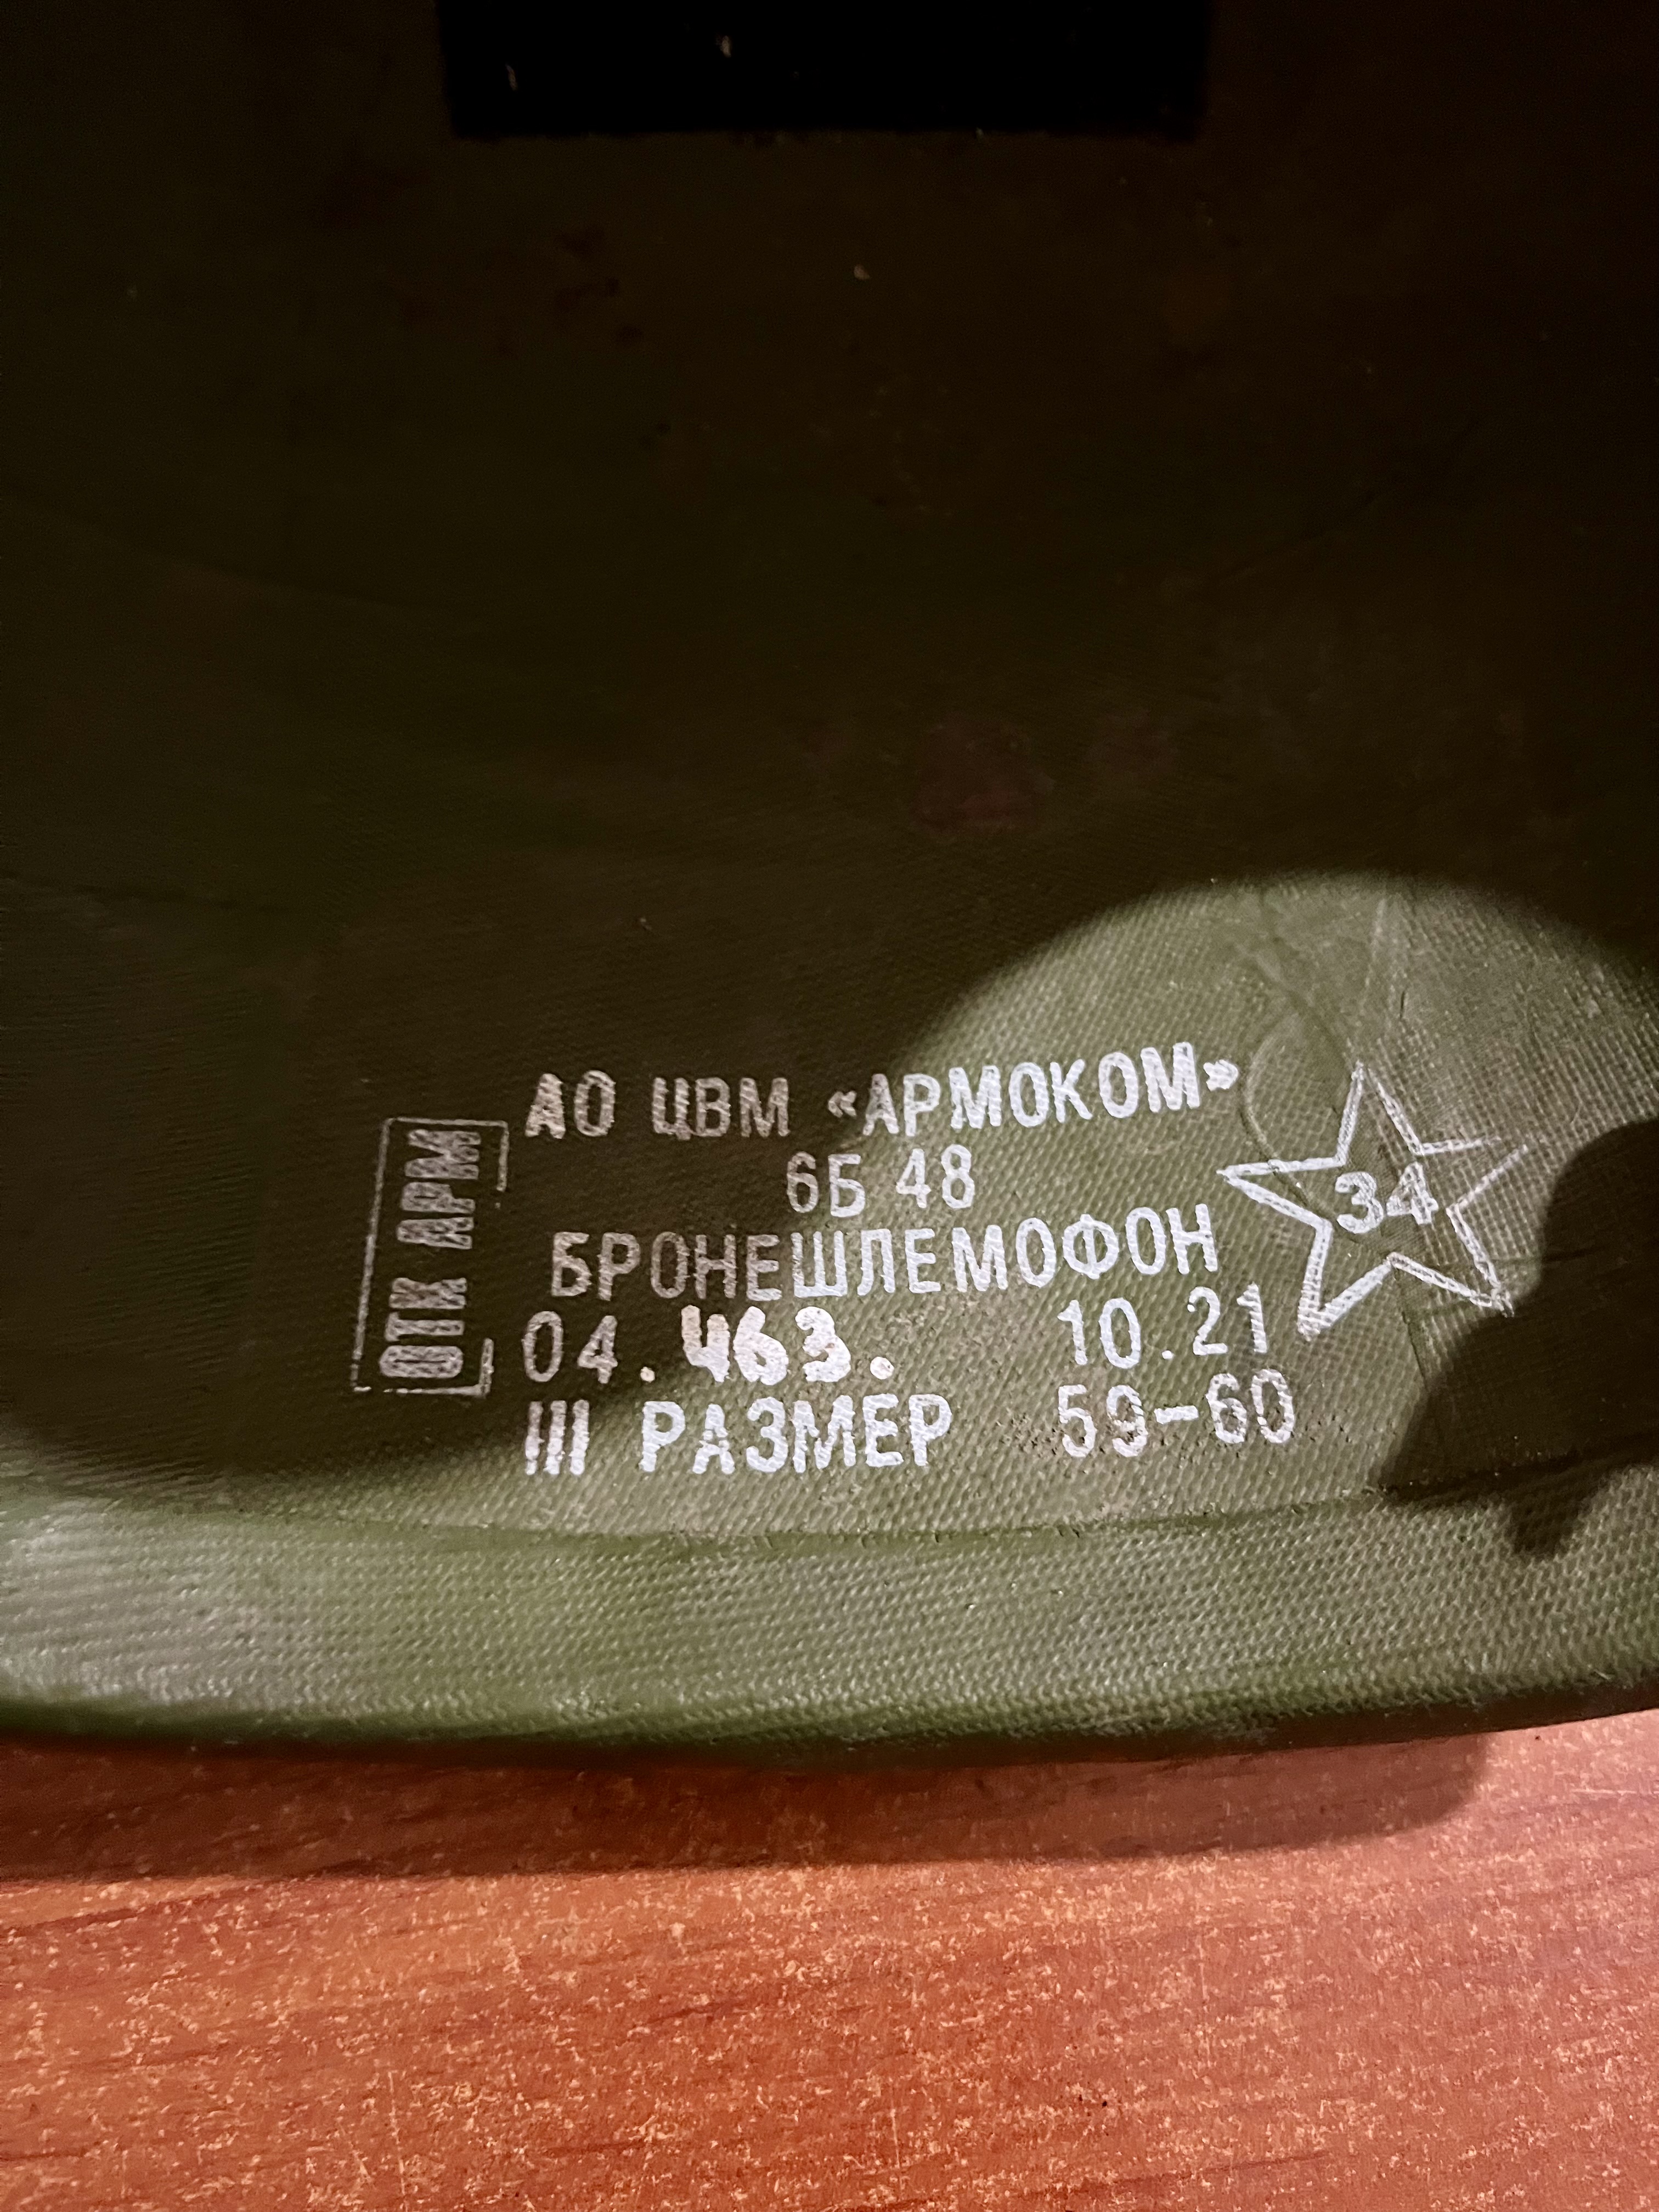 АО ЦВМ «АРМОКОМ»
6Б 48
БРОНЕШЛЕМОФОН
04. 463. 10.21
III РАЗМЕР 59-60
ОТК АРМ
34